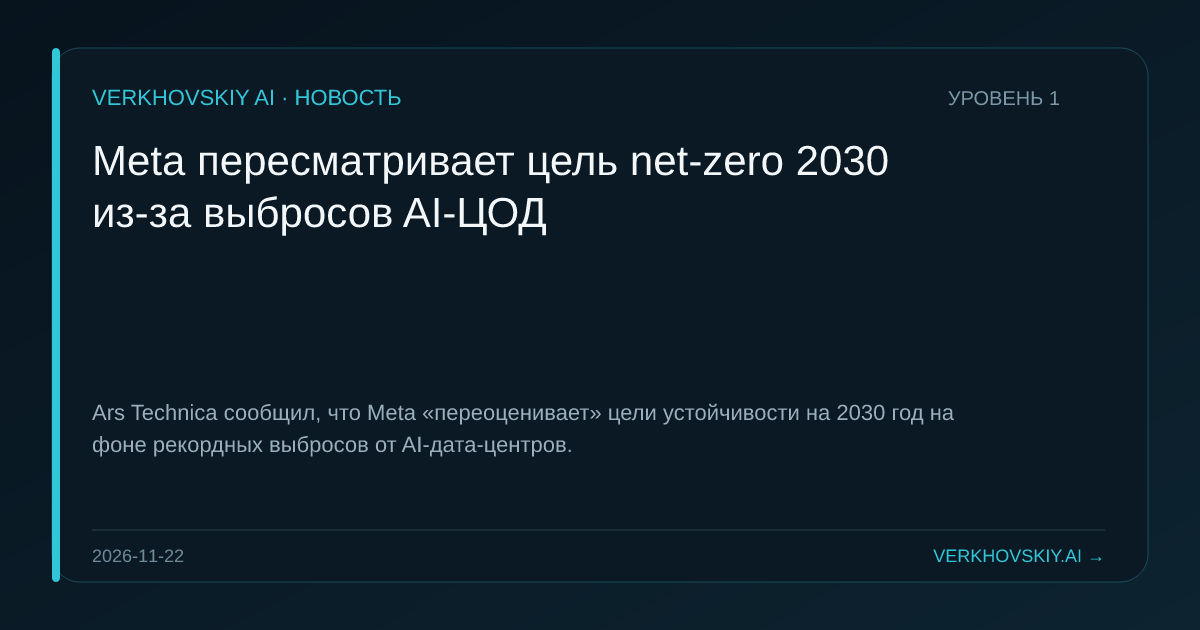 VERKHOVSKIY AI · НОВОСТЬ
УРОВЕНЬ 1
Meta пересматривает цель net-zero 2030
из-за выбросов AI-ЦОД
Ars Technica сообщил, что Meta «переоценивает» цели устойчивости на 2030 год на
фоне рекордных выбросов от AI-дата-центров.
2026-11-22
VERKHOVSKIY.AI →